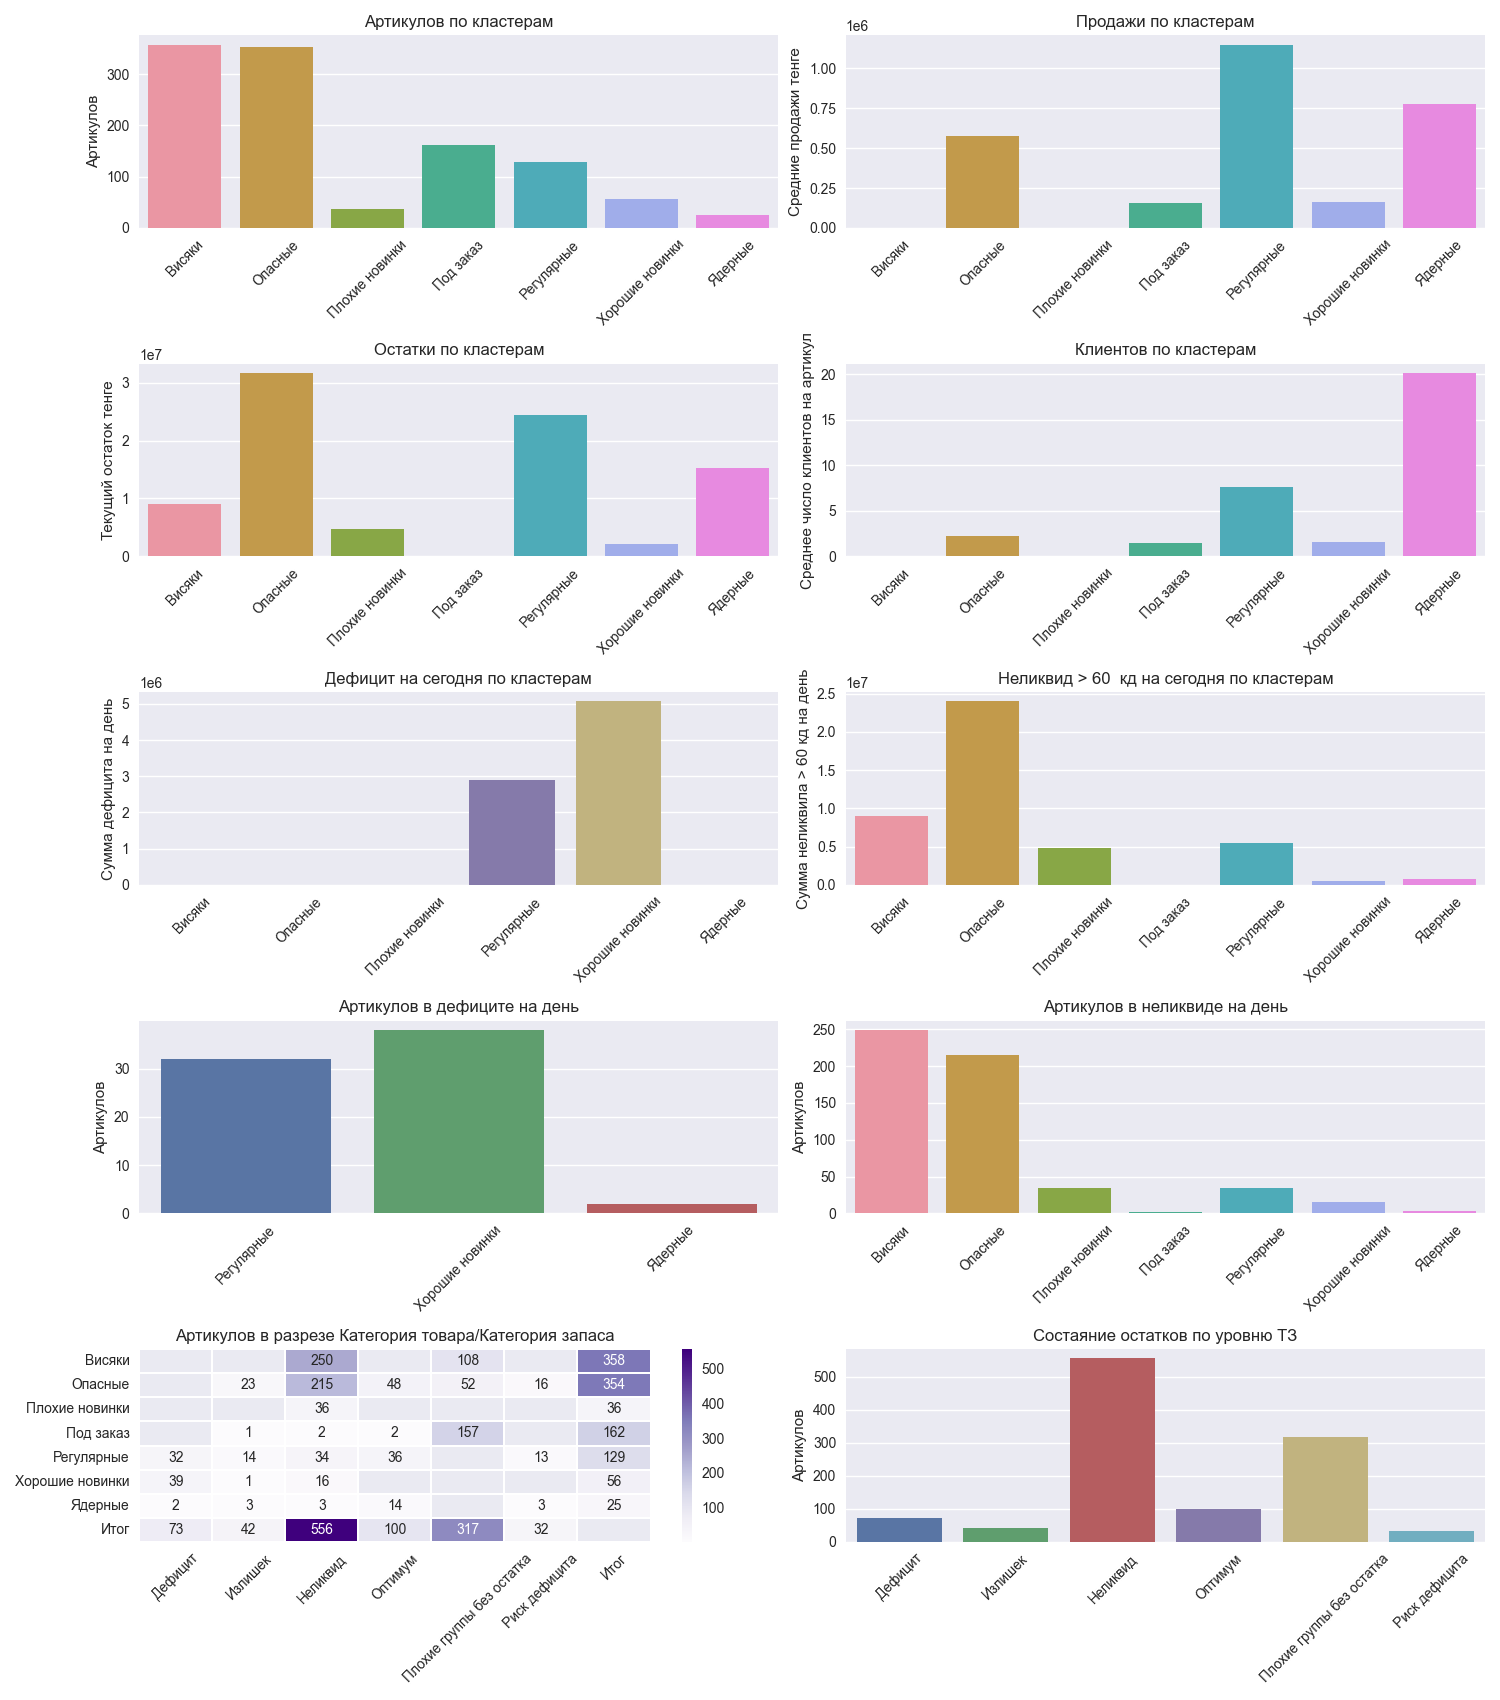 Артикулов по кластерам
Артикулов
300
200
100
0
Висяки
Опасные
Плохие новинки
Под заказ
Регулярные
Хорошие новинки
Ядерные
Продажи по кластерам
1e6
Средние продажи тенге
1.00
0.75
0.50
0.25
0.00
Висяки
Опасные
Плохие новинки
Под заказ
Регулярные
Хорошие новинки
Ядерные
Остатки по кластерам
1e7
Текущий остаток тенге
3
2
1
0
Висяки
Опасные
Плохие новинки
Под заказ
Регулярные
Хорошие новинки
Ядерные
Клиентов по кластерам
Среднее число клиентов на артикул
20
15
10
5
0
Висяки
Опасные
Плохие новинки
Под заказ
Регулярные
Хорошие новинки
Ядерные
Дефицит на сегодня по кластерам
1e6
Сумма дефицита на день
5
4
3
2
1
0
Висяки
Опасные
Плохие новинки
Регулярные
Хорошие новинки
Ядерные
Неликвид > 60 кд на сегодня по кластерам
1e7
Сумма неликвила > 60 кд на день
2.5
2.0
1.5
1.0
0.5
0.0
Висяки
Опасные
Плохие новинки
Под заказ
Регулярные
Хорошие новинки
Ядерные
Артикулов в дефиците на день
Артикулов
30
20
10
0
Регулярные
Хорошие новинки
Ядерные
Артикулов в неликвиде на день
Артикулов
250
200
150
100
50
0
Висяки
Опасные
Плохие новинки
Под заказ
Регулярные
Хорошие новинки
Ядерные
Артикулов в разрезе Категория товара/Категория запаса
Висяки 250 108 358
Опасные 23 215 48 52 16 354
Плохие новинки 36 36
Под заказ 1 2 2 157 162
Регулярные 32 14 34 36 13 129
Хорошие новинки 39 1 16 56
Ядерные 2 3 3 14 3 25
Итог 73 42 556 100 317 32
Дефицит
Излишек
Неликвид
Оптимум
Плохие группы без остатка
Риск дефицита
Итог
500
400
300
200
100
Состаяние остатков по уровню ТЗ
Артикулов
500
400
300
200
100
0
Дефицит
Излишек
Неликвид
Оптимум
Плохие группы без остатка
Риск дефицита